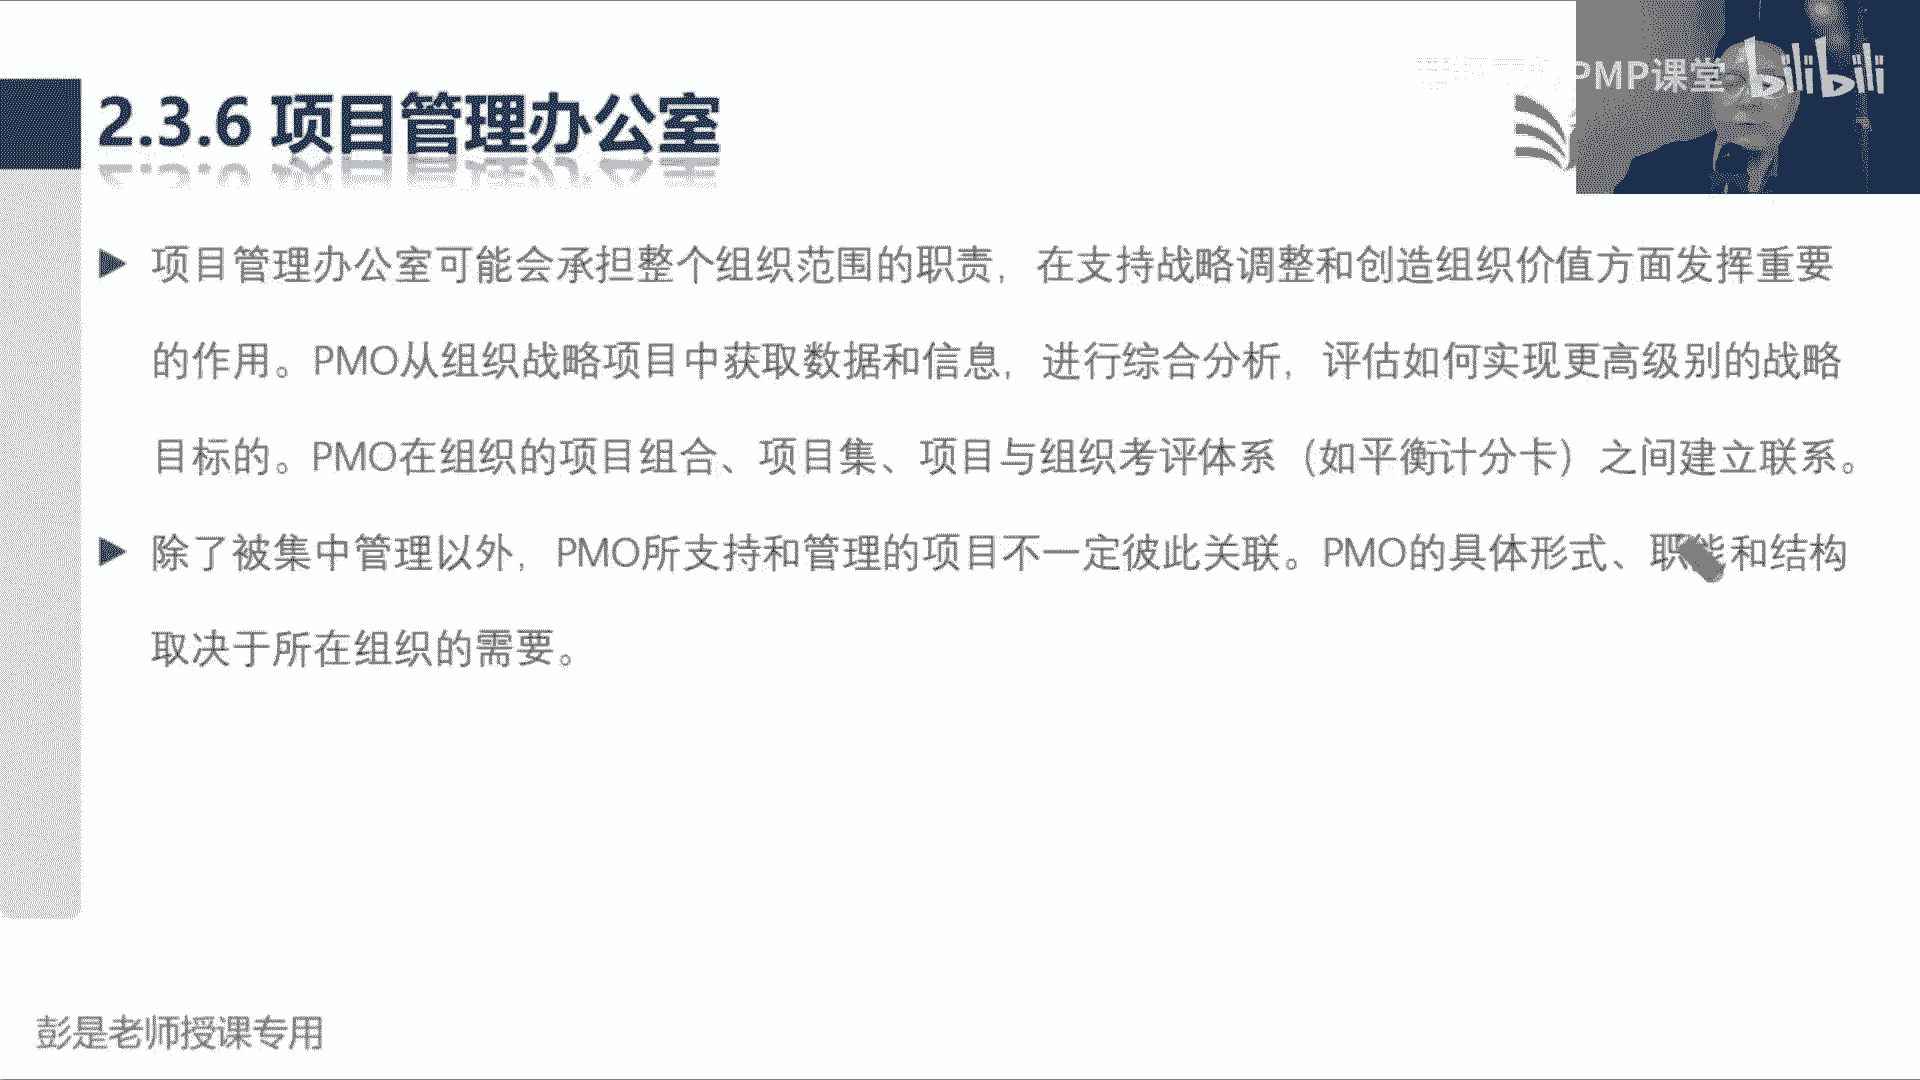 PMP课堂 bilibili
2.3.6 项目管理办公室
项目管理办公室可能会承担整个组织范围的职责，在支持战略调整和创造组织价值方面发挥重要
的作用。PMO从组织战略项目中获取数据和信息，进行综合分析，评估如何实现更高级别的战略
目标的。PMO在组织的项目组合、项目集、项目与组织考评体系（如平衡计分卡）之间建立联系。
除了被集中管理以外，PMO所支持和管理的项目不一定彼此关联。PMO的具体形式、职能和结构
取决于所在组织的需要。
彭是老师授课专用